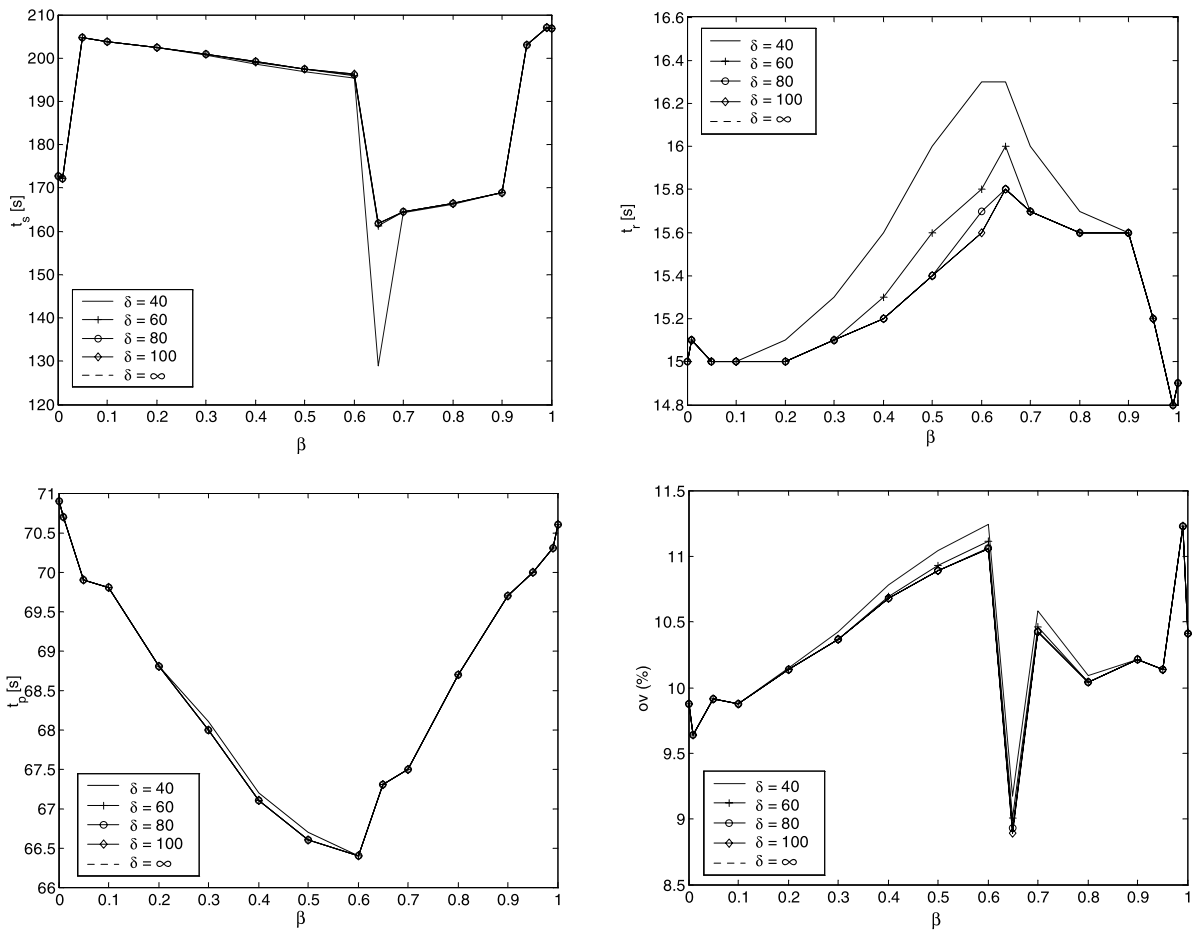 210
200
190
180
170
160
150
140
130
120
t_s [s]
δ = 40
δ = 60
δ = 80
δ = 100
δ = ∞
0 0.1 0.2 0.3 0.4 0.5 0.6 0.7 0.8 0.9 1
β
16.6
16.4
16.2
16
15.8
15.6
15.4
15.2
15
14.8
t_r [s]
δ = 40
δ = 60
δ = 80
δ = 100
δ = ∞
0 0.1 0.2 0.3 0.4 0.5 0.6 0.7 0.8 0.9 1
β
71
70.5
70
69.5
69
68.5
68
67.5
67
66.5
66
t_p [s]
δ = 40
δ = 60
δ = 80
δ = 100
δ = ∞
0 0.1 0.2 0.3 0.4 0.5 0.6 0.7 0.8 0.9 1
β
11.5
11
10.5
10
9.5
9
8.5
ov (%)
δ = 40
δ = 60
δ = 80
δ = 100
δ = ∞
0 0.1 0.2 0.3 0.4 0.5 0.6 0.7 0.8 0.9 1
β